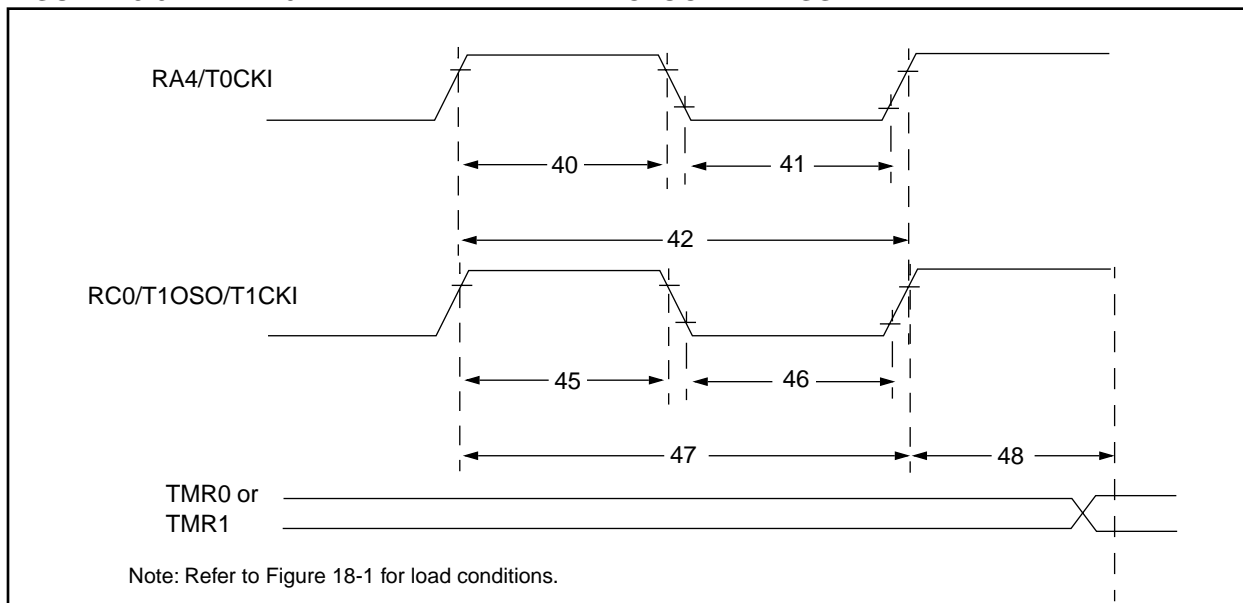 RA4/T0CKI
40
41
42
RC0/T1OSO/T1CKI
45
46
47
48
TMR0 or
TMR1
Note: Refer to Figure 18-1 for load conditions.